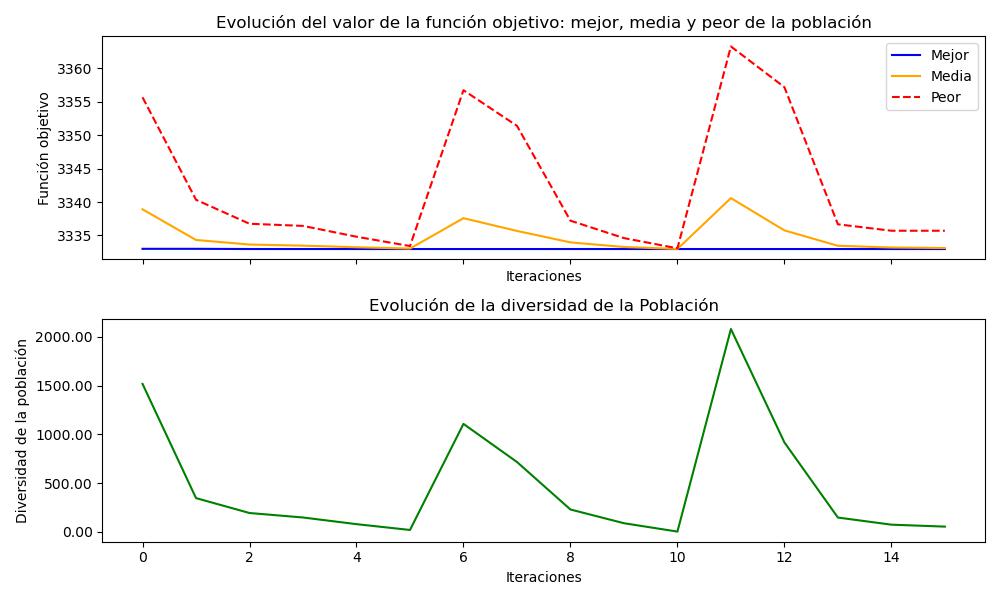 Evolución del valor de la función objetivo: mejor, media y peor de la población
Función objetivo
3360
3355
3350
3345
3340
3335
Mejor
Media
Peor
Iteraciones
Evolución de la diversidad de la Población
Diversidad de la población
2000.00
1500.00
1000.00
500.00
0.00
0 2 4 6 8 10 12 14
Iteraciones